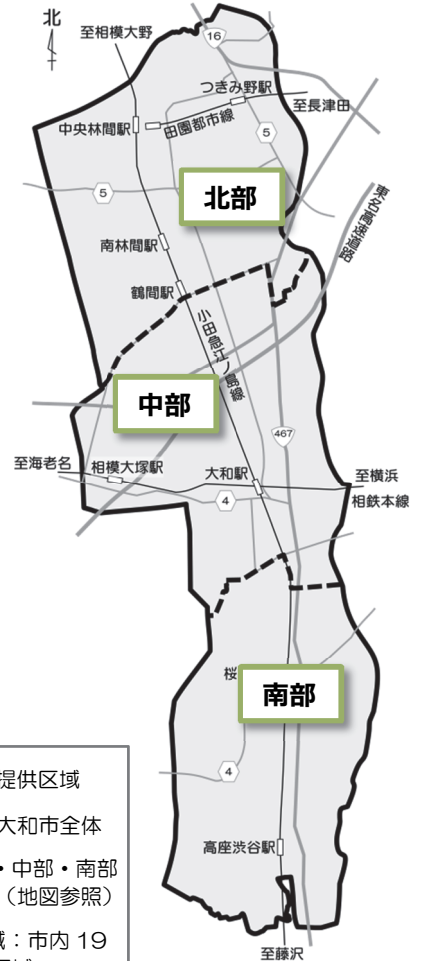 北
至相模大野
16
つきみ野駅
至長津田
中央林間駅
田園都市線
5
5
北部
東名高速道路
南林間駅
鶴間駅
小田急江ノ島線
中部
467
至海老名
相模大塚駅
大和駅
至横浜
相鉄本線
4
桜
南部
4
高座渋谷駅
至藤沢
提供区域
大和市全体
・中部・南部
（地図参照）
：市内 19